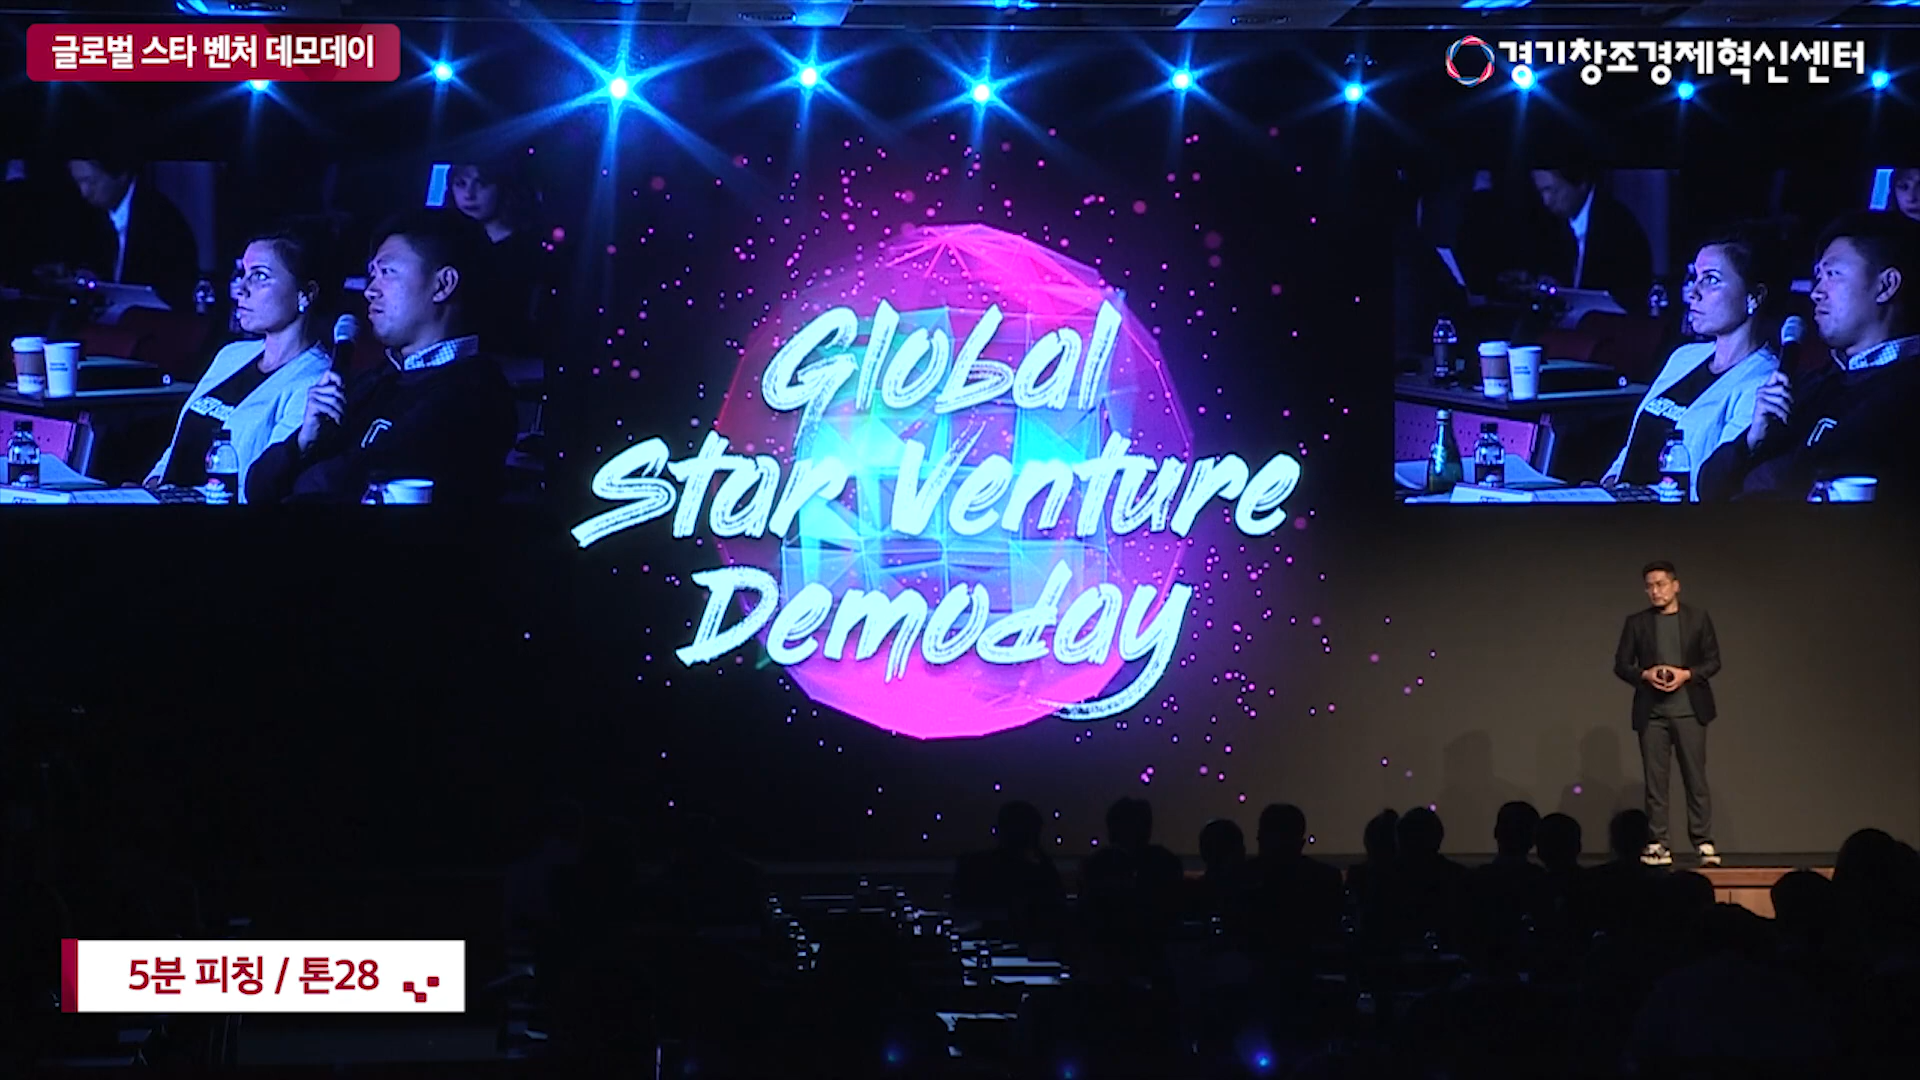 글로벌 스타 벤처 데모데이
경기창조경제혁신센터
Global
Star Venture
Demoday
5분 피칭 / 톤28